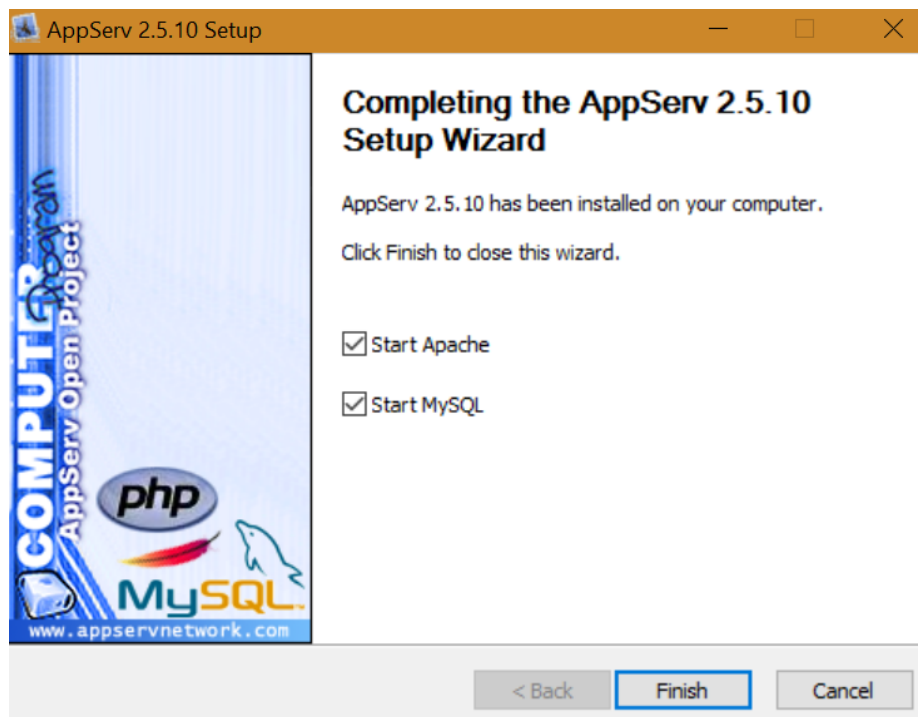 AppServ 2.5.10 Setup
Completing the AppServ 2.5.10
Setup Wizard
AppServ 2.5.10 has been installed on your computer.
Click Finish to close this wizard.
Start Apache
Start MySQL
COMPUTER
Program
AppServ Open Project
php
MySQL
www.appservnetwork.com
< Back
Finish
Cancel